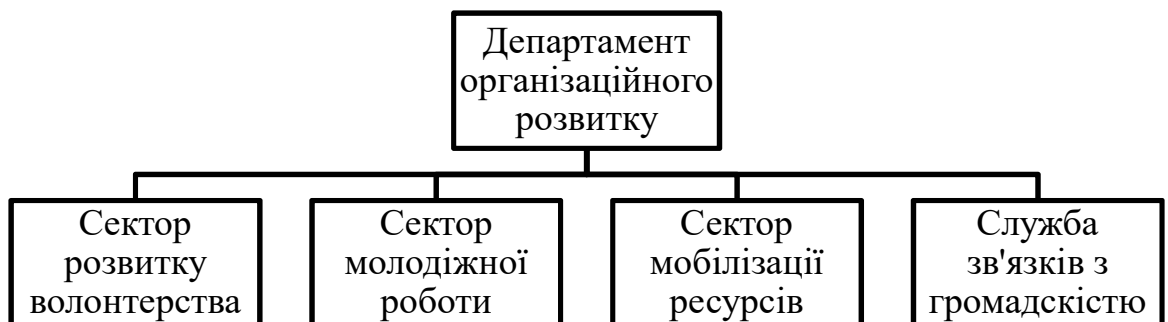 Департамент
організаційного
розвитку
Сектор
розвитку
волонтерства
Сектор
молодіжної
роботи
Сектор
мобілізації
ресурсів
Служба
зв'язків з
громадскістю